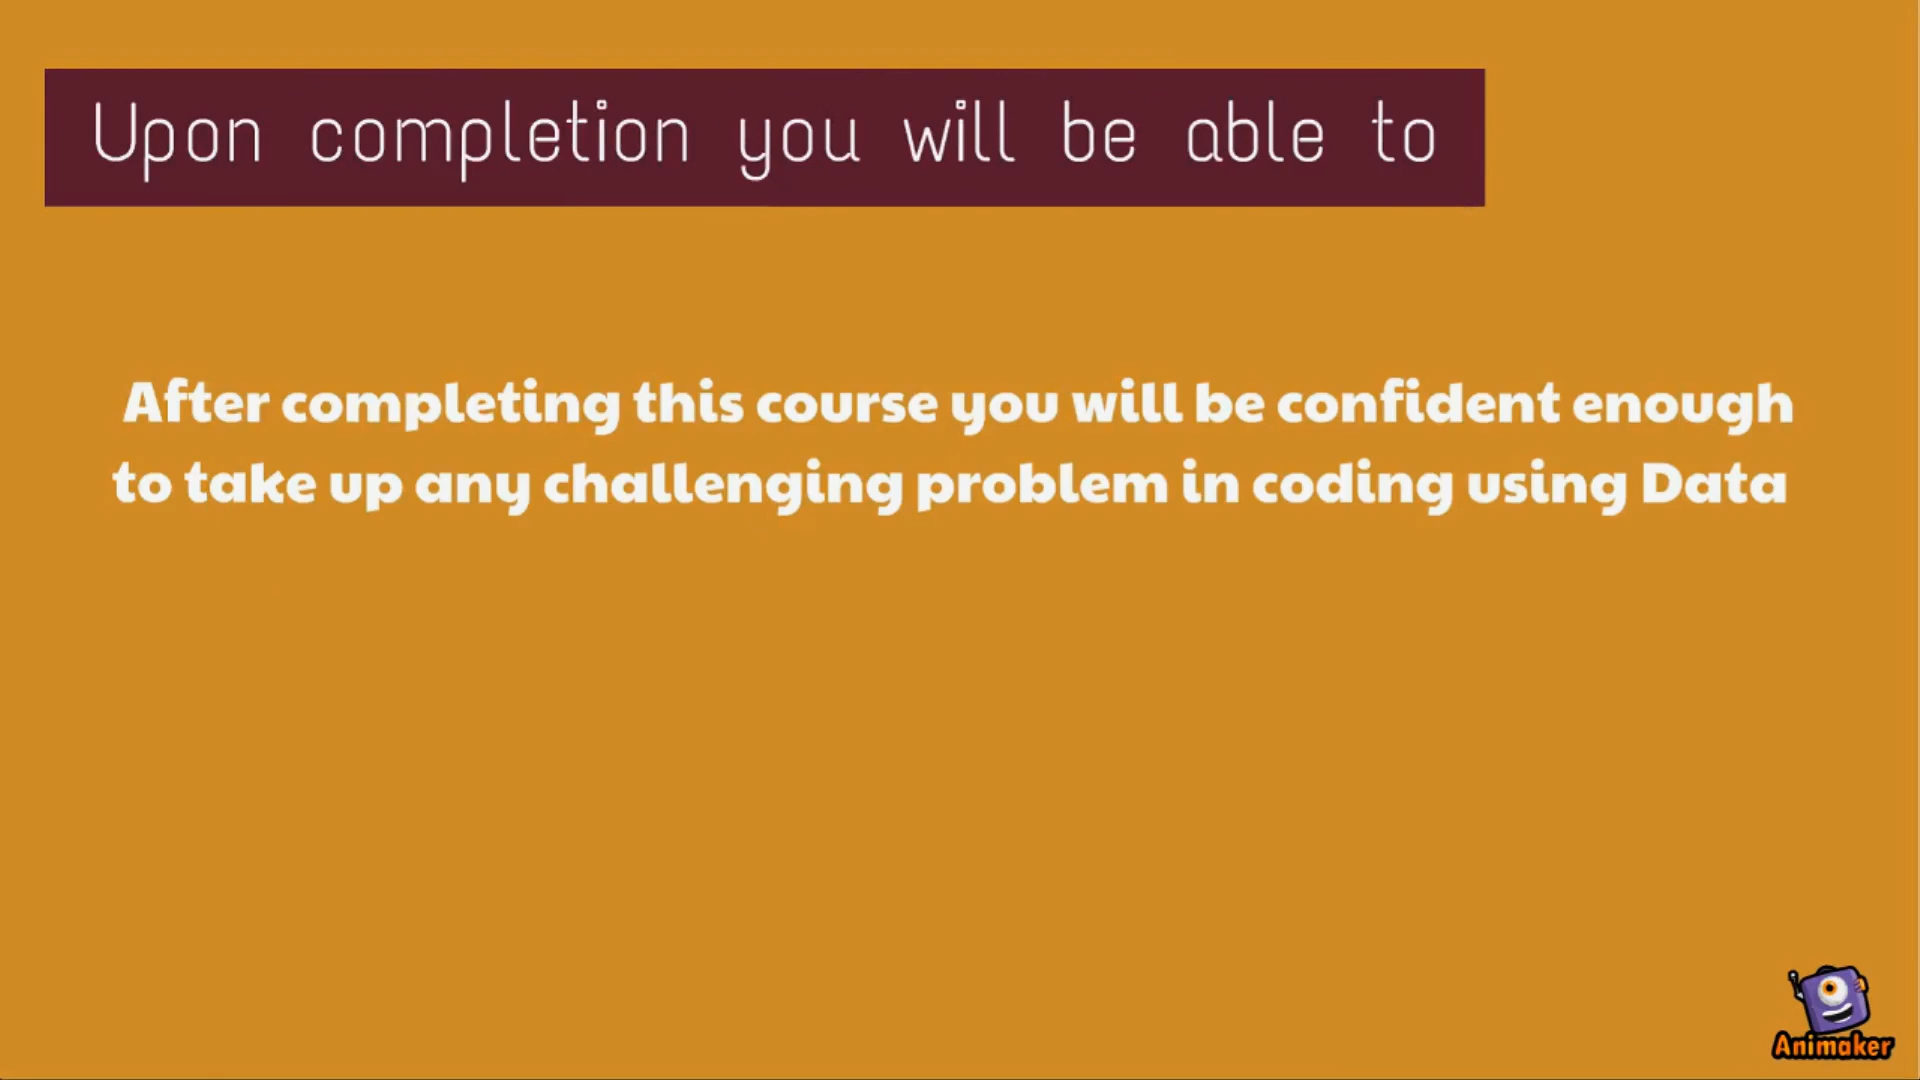 Upon completion you will be able to
After completing this course you will be confident enough
to take up any challenging problem in coding using Data
Animaker